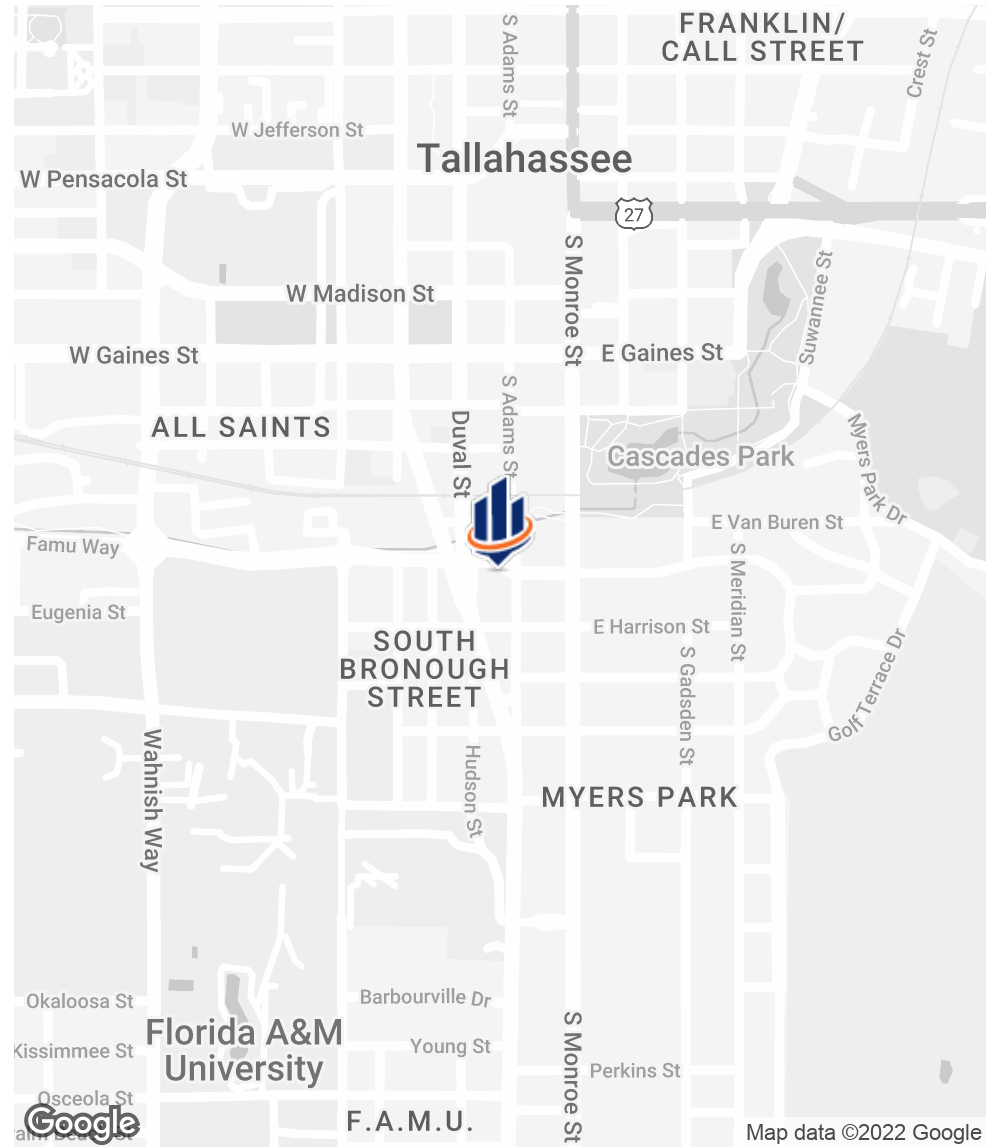 FRANKLIN/
CALL STREET
S Adams St
Crest St
W Jefferson St
Tallahassee
W Pensacola St
27
S Monroe St
Suwannee St
W Madison St
W Gaines St
E Gaines St
S Adams St
Duval St
ALL SAINTS
Myers Park Dr
Cascades Park
E Van Buren St
Famu Way
S Meridian St
Eugenia St
E Harrison St
SOUTH
BRONOUGH
STREET
S Gadsden St
Golf Terrace Dr
Wahnish Way
Hudson St
MYERS PARK
Okaloosa St
Barbourville Dr
Florida A&M
University
S Monroe St
Kissimmee St
Young St
Perkins St
Osceola St
F.A.M.U.
Google
Map data ©2022 Google